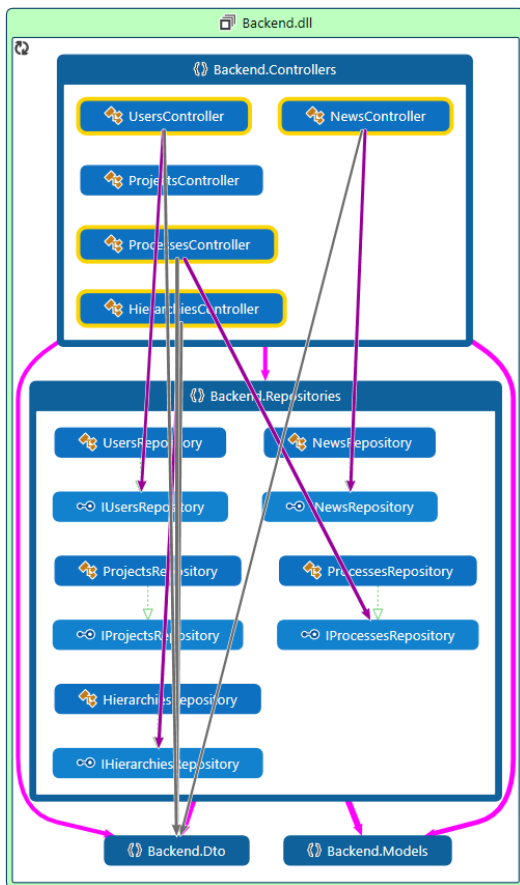 Backend.dll
Backend.Controllers
UsersController
NewsController
ProjectsController
ProcessesController
HierarchiesController
Backend.Repositories
UsersRepository
NewsRepository
IUsersRepository
NewsRepository
ProjectsRepository
ProcessesRepository
IProjectsRepository
IProcessesRepository
HierarchiesRepository
IHierarchiesRepository
Backend.Dto
Backend.Models